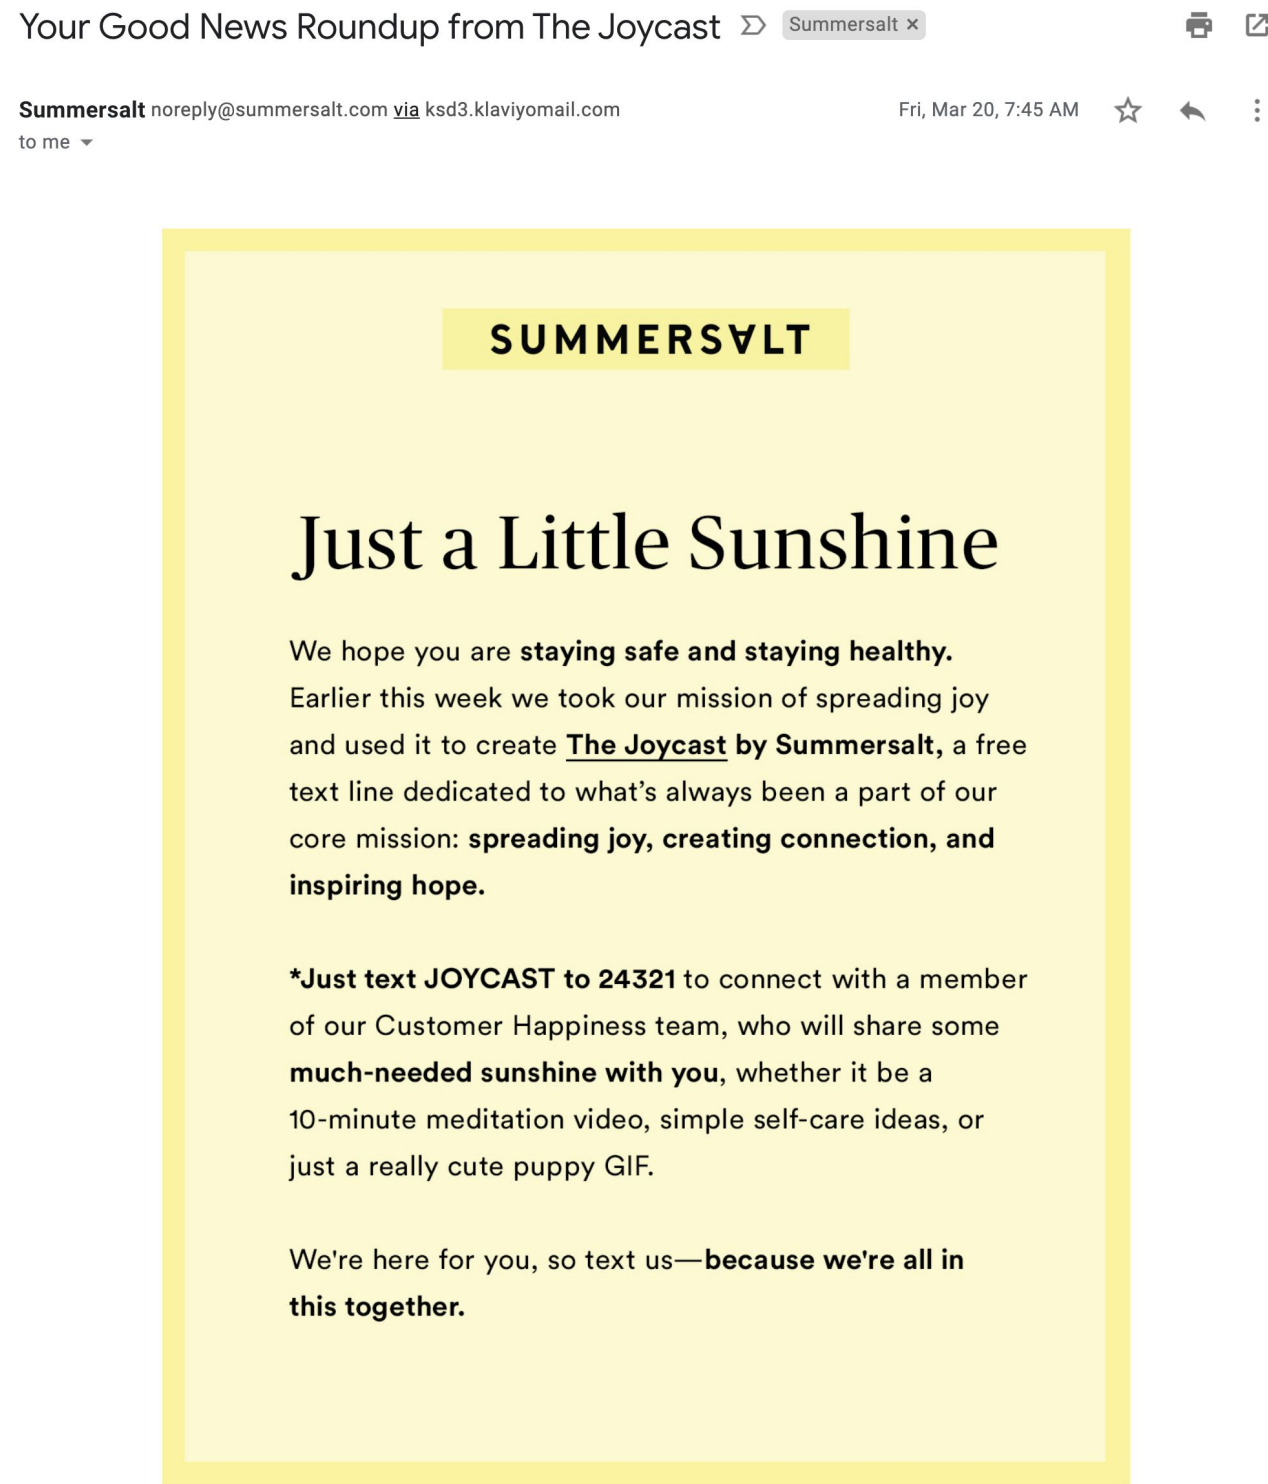 Your Good News Roundup from The Joycast Summersalt ×
Summersalt noreply@summersalt.com via ksd3.klaviyomail.com Fri, Mar 20, 7:45 AM
to me
SUMMERSALT
Just a Little Sunshine
We hope you are staying safe and staying healthy.
Earlier this week we took our mission of spreading joy
and used it to create The Joycast by Summersalt, a free
text line dedicated to what’s always been a part of our
core mission: spreading joy, creating connection, and
inspiring hope.
*Just text JOYCAST to 24321 to connect with a member
of our Customer Happiness team, who will share some
much-needed sunshine with you, whether it be a
10-minute meditation video, simple self-care ideas, or
just a really cute puppy GIF.
We're here for you, so text us—because we're all in
this together.